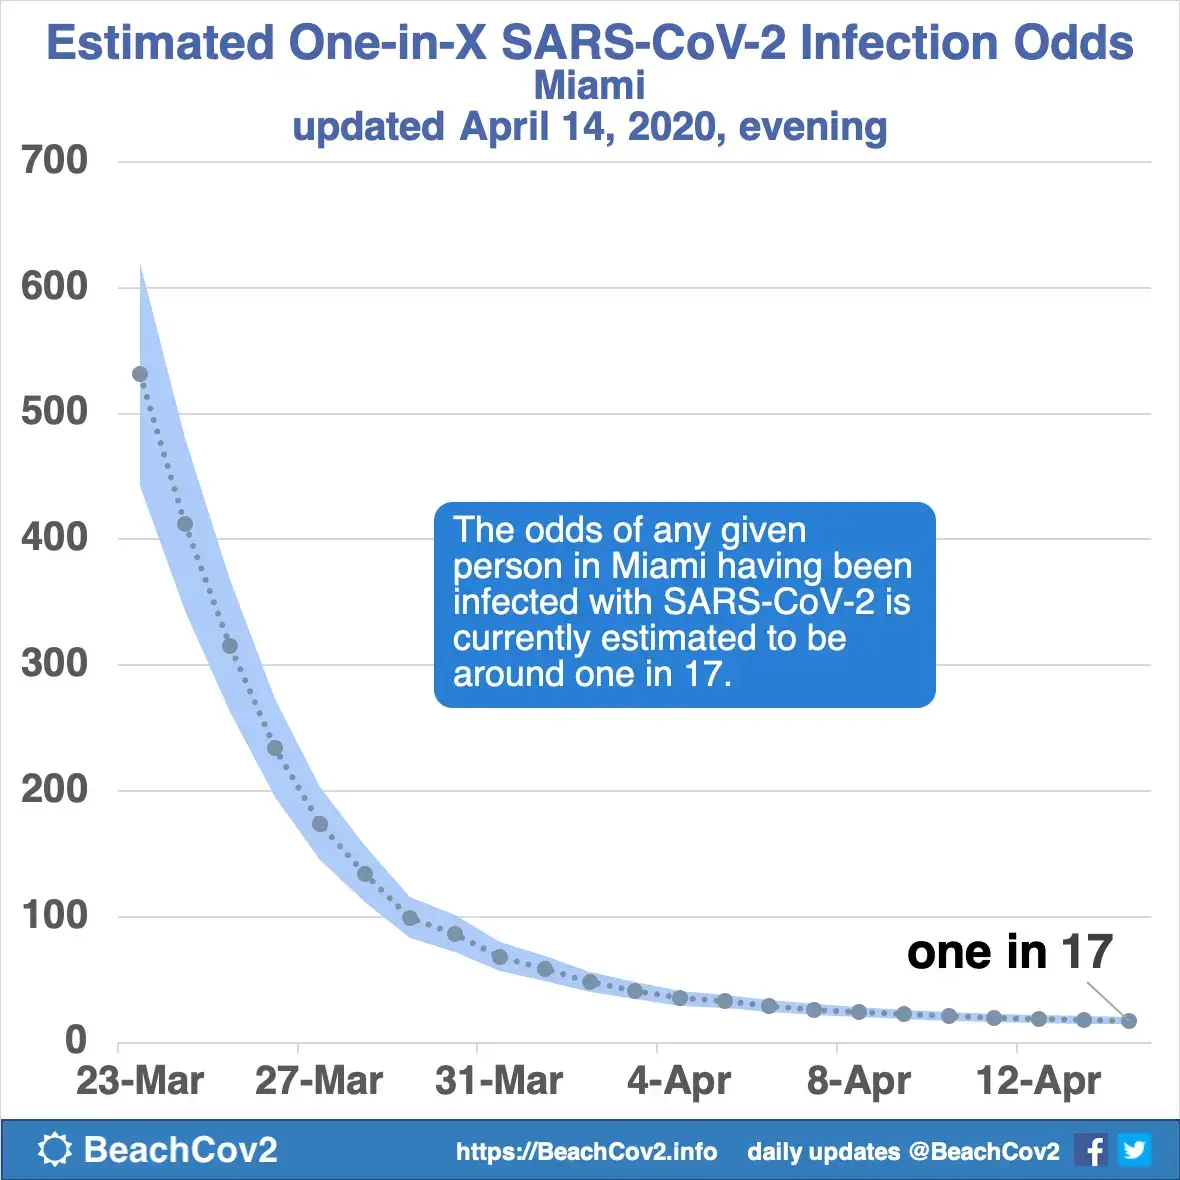 Estimated One-in-X SARS-CoV-2 Infection Odds
Miami
updated April 14, 2020, evening
700
600
500
400
300
200
100
0
The odds of any given
person in Miami having been
infected with SARS-CoV-2 is
currently estimated to be
around one in 17.
one in 17
23-Mar 27-Mar 31-Mar 4-Apr 8-Apr 12-Apr
BeachCov2 https://BeachCov2.info daily updates @BeachCov2